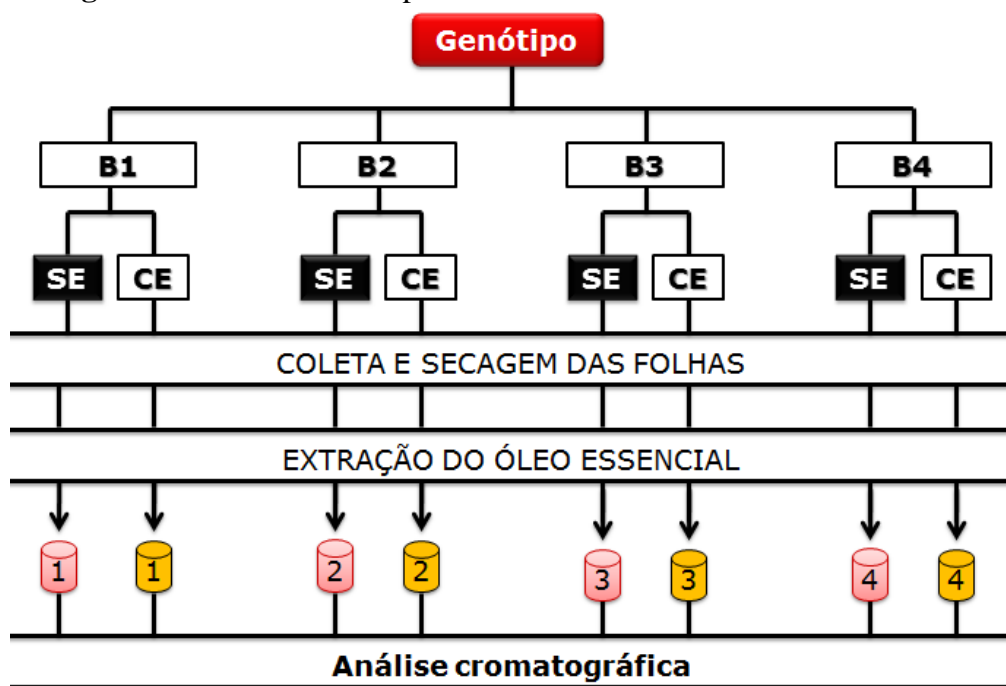 Genótipo
B1 B2 B3 B4
SE CE SE CE SE CE SE CE
COLETA E SECAGEM DAS FOLHAS
EXTRAÇÃO DO ÓLEO ESSENCIAL
1 1 2 2 3 3 4 4
Análise cromatográfica